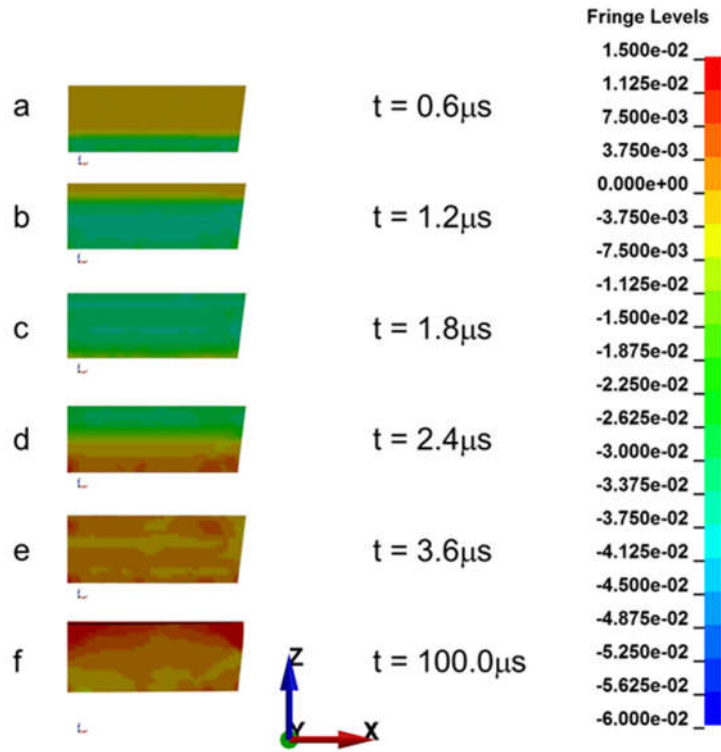 Fringe Levels
1.500e-02
1.125e-02
7.500e-03
3.750e-03
0.000e+00
-3.750e-03
-7.500e-03
-1.125e-02
-1.500e-02
-1.875e-02
-2.250e-02
-2.625e-02
-3.000e-02
-3.375e-02
-3.750e-02
-4.125e-02
-4.500e-02
-4.875e-02
-5.250e-02
-5.625e-02
-6.000e-02
a t = 0.6μs
b t = 1.2μs
c t = 1.8μs
d t = 2.4μs
e t = 3.6μs
f t = 100.0μs
Z
Y X